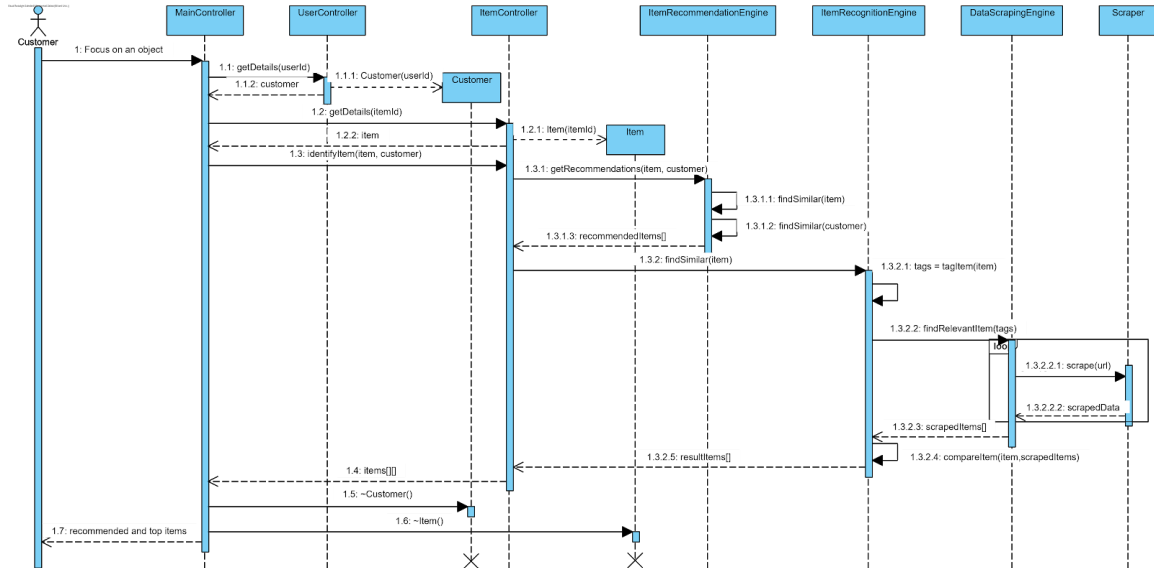 Customer
MainController
UserController
ItemController
ItemRecommendationEngine
ItemRecognitionEngine
DataScrapingEngine
Scraper
1: Focus on an object
1.1: getDetails(userId)
1.1.1: Customer(userId)
Customer
1.1.2: customer
1.2: getDetails(itemId)
1.2.1: Item(itemId)
Item
1.2.2: item
1.3: identifyItem(item, customer)
1.3.1: getRecommendations(item, customer)
1.3.1.1: findSimilar(item)
1.3.1.2: findSimilar(customer)
1.3.1.3: recommendedItems[]
1.3.2: findSimilar(item)
1.3.2.1: tags = tagItem(item)
1.3.2.2: findRelevantItem(tags)
1.3.2.2.1: scrape(url)
1.3.2.2.2: scrapedData
1.3.2.3: scrapedItems[]
1.3.2.4: compareItem(item,scrapedItems)
1.3.2.5: resultItems[]
1.4: items[][]
1.5: ~Customer()
1.6: ~Item()
1.7: recommended and top items